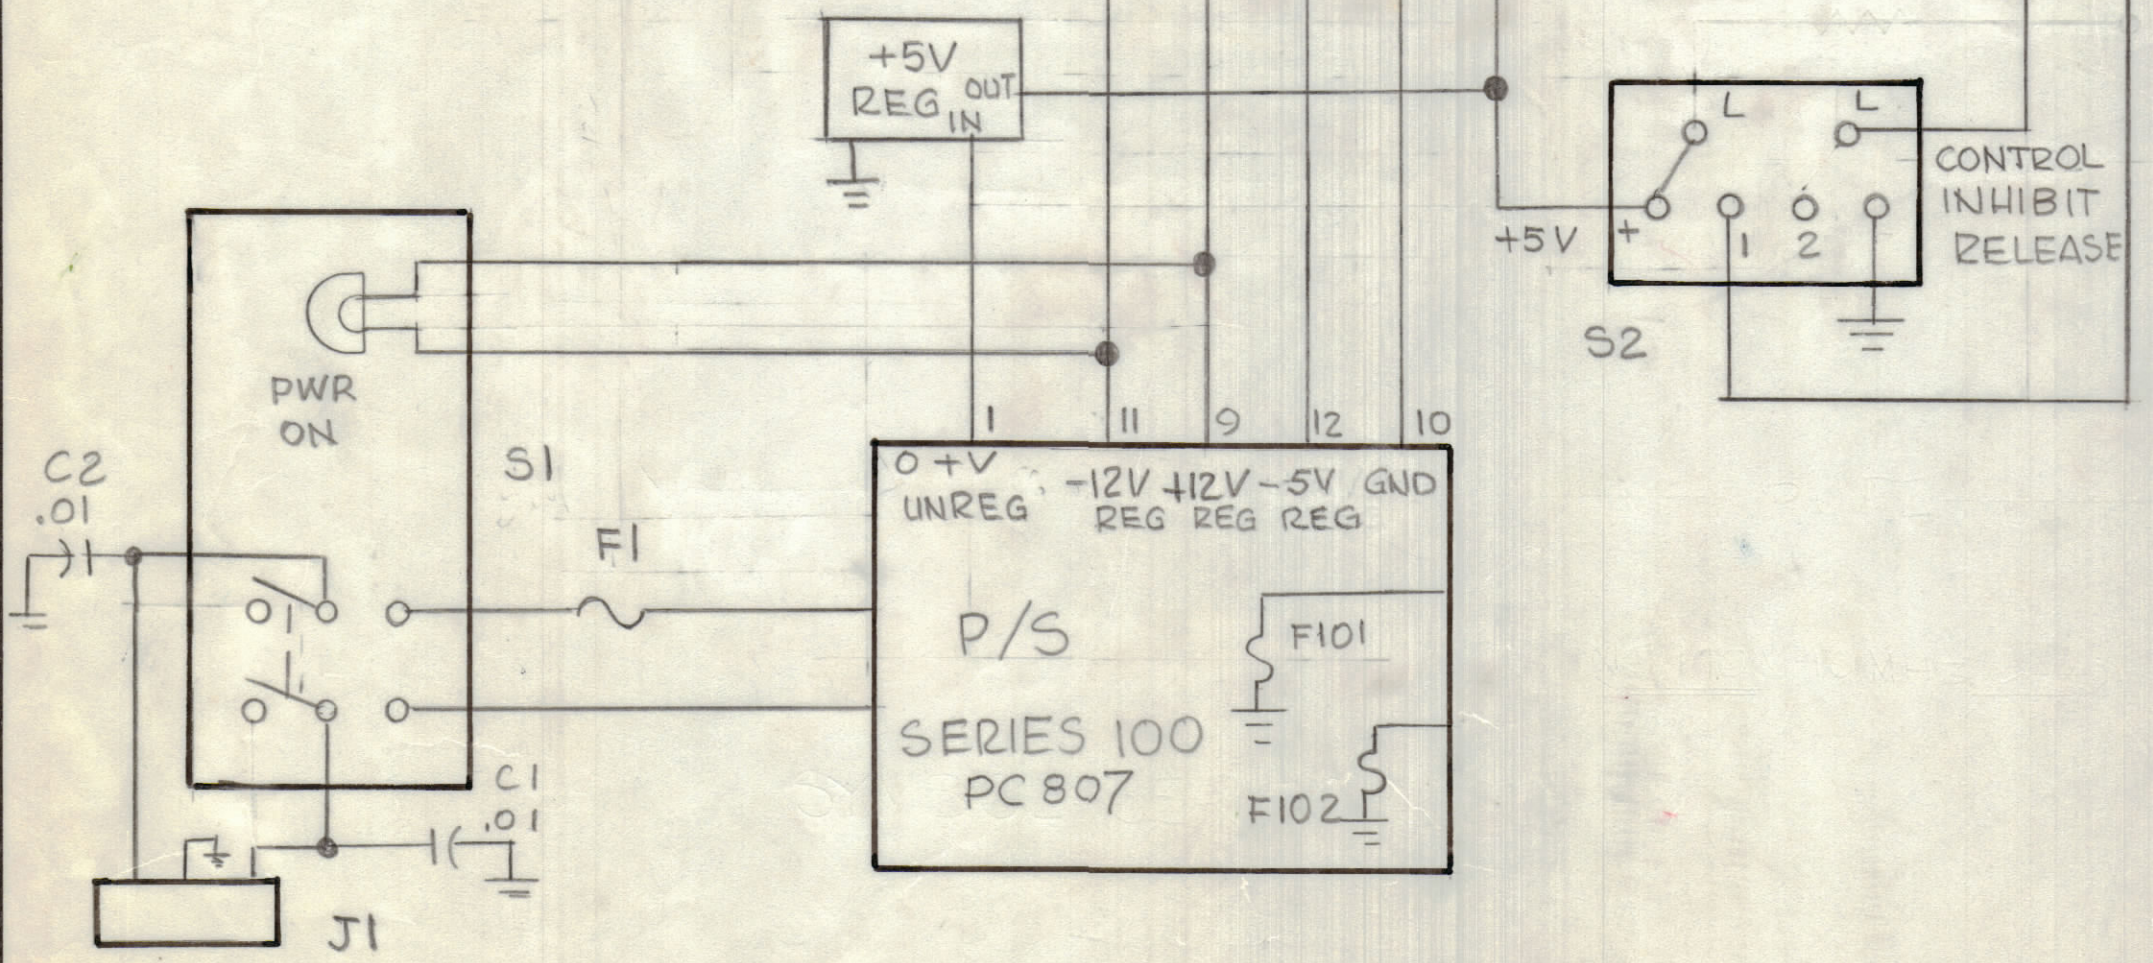 +5V
REG OUT
IN
L L
CONTROL
INHIBIT
RELEASE
+5V + 1 2
S2
PWR
ON
S1
C2
.01
F1
1 11 9 12 10
0 +V
UNREG
-12V +12V -5V GND
REG REG REG
P/S
F101
SERIES 100
PC 807
F102
C1
.01
J1